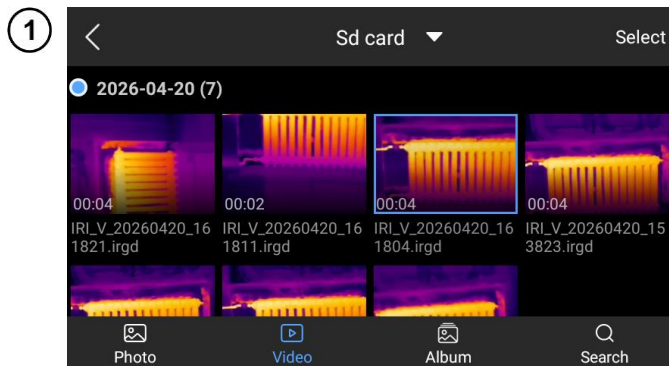 1
Sd card
Select
2026-04-20 (7)
00:04
00:02
00:04
00:04
IRI_V_20260420_16
1821.irgd
IRI_V_20260420_16
1811.irgd
IRI_V_20260420_16
1804.irgd
IRI_V_20260420_15
3823.irgd
Photo
Video
Album
Search